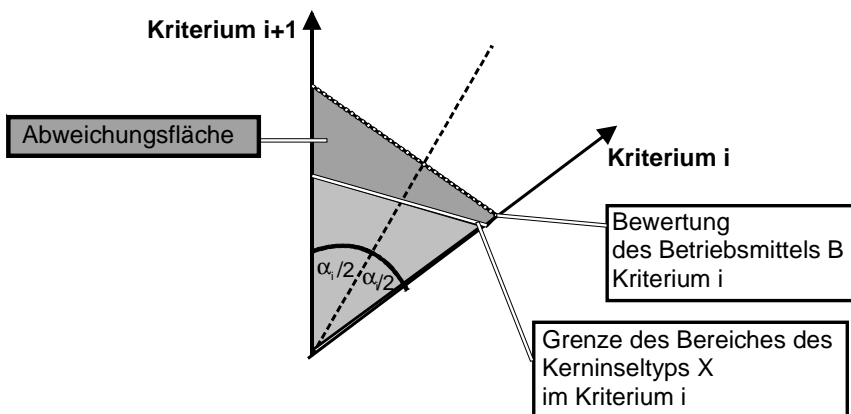 Kriterium i+1
Abweichungsfläche
Kriterium i
Bewertung
des Betriebsmittels B
Kriterium i
αi/2 αi/2
Grenze des Bereiches des
Kerninseltyps X
im Kriterium i